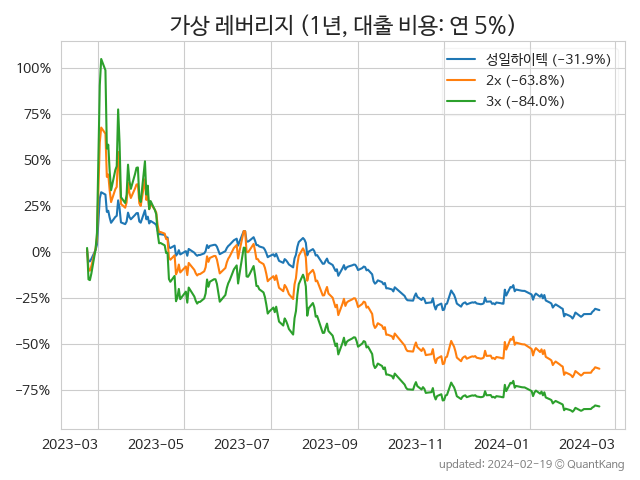 가상 레버리지 (1년, 대출 비용: 연 5%)
성일하이텍 (−31.9%)
2x (−63.8%)
3x (−84.0%)
100%
75%
50%
25%
0%
−25%
−50%
−75%
2023-03 2023-05 2023-07 2023-09 2023-11 2024-01 2024-03
updated: 2024-02-19 ⓒ QuantKang